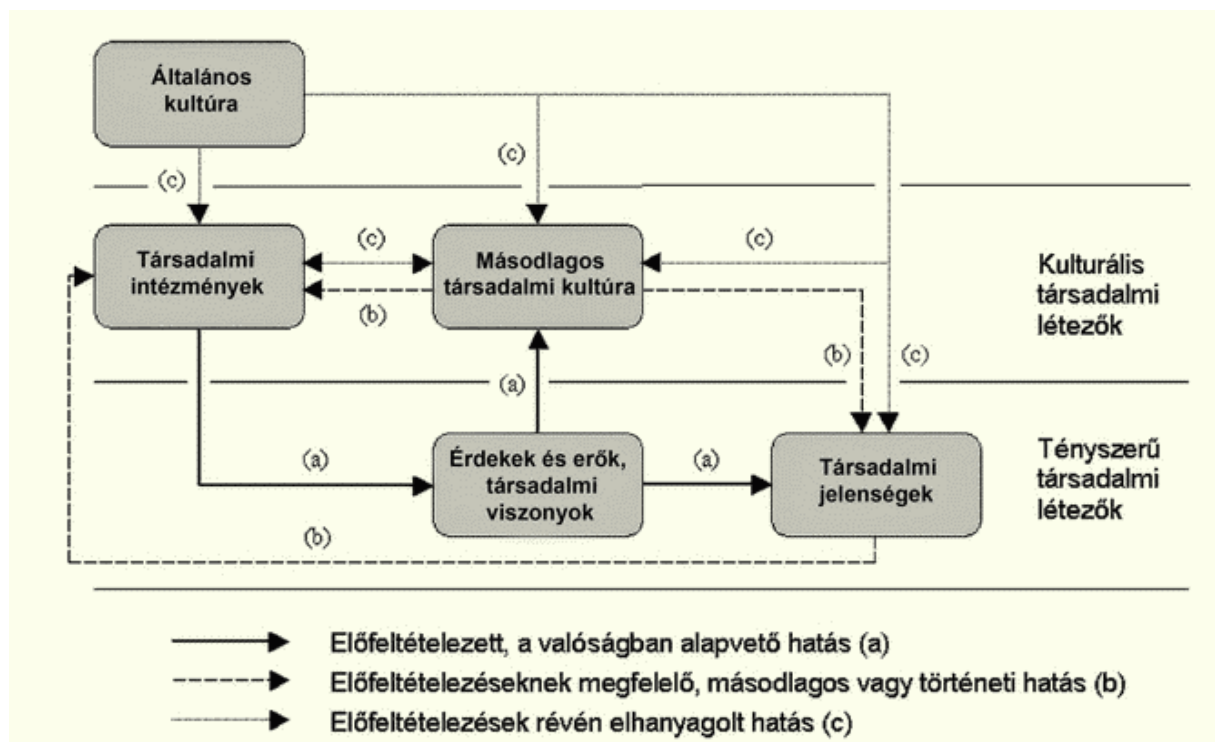 Általános
kultúra
(c)
(c)
Társadalmi
intézmények
(c)
(b)
Másodlagos
társadalmi kultúra
(c)
Kulturális
társadalmi
létezők
(b)
(c)
(a)
(a)
Érdekek és erők,
társadalmi
viszonyok
(a)
Társadalmi
jelenségek
Tényszerű
társadalmi
létezők
(b)
Előfeltételezett, a valóságban alapvető hatás (a)
Előfeltételezéseknek megfelelő, másodlagos vagy történeti hatás (b)
Előfeltételezések révén elhanyagolt hatás (c)